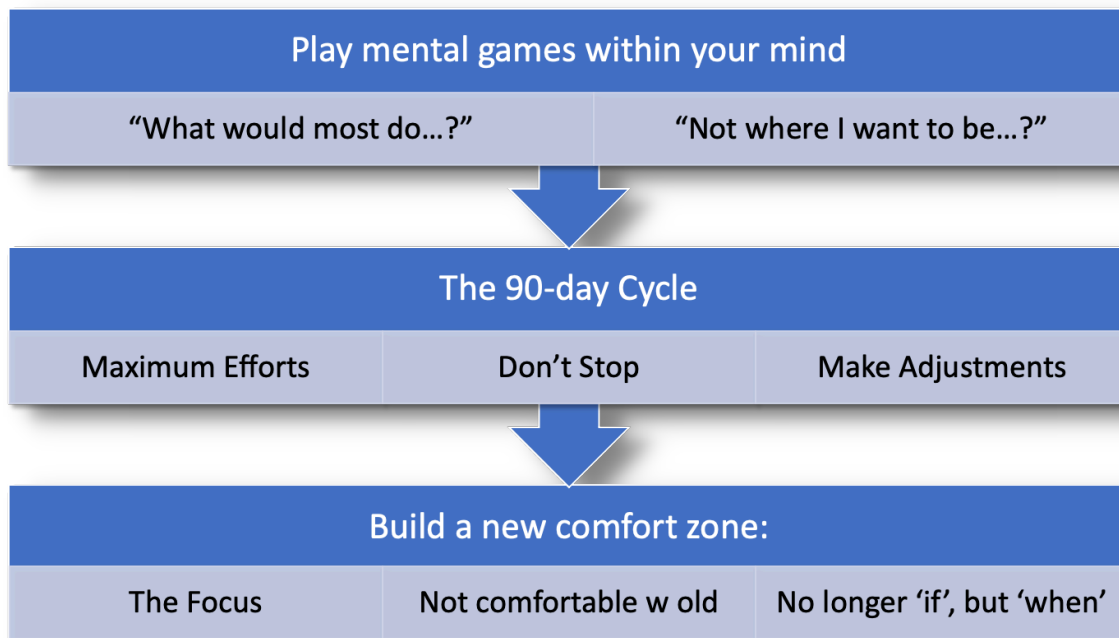 Play mental games within your mind
“What would most do…?”
“Not where I want to be…?”
The 90-day Cycle
Maximum Efforts
Don’t Stop
Make Adjustments
Build a new comfort zone:
The Focus
Not comfortable w old
No longer ‘if’, but ‘when’